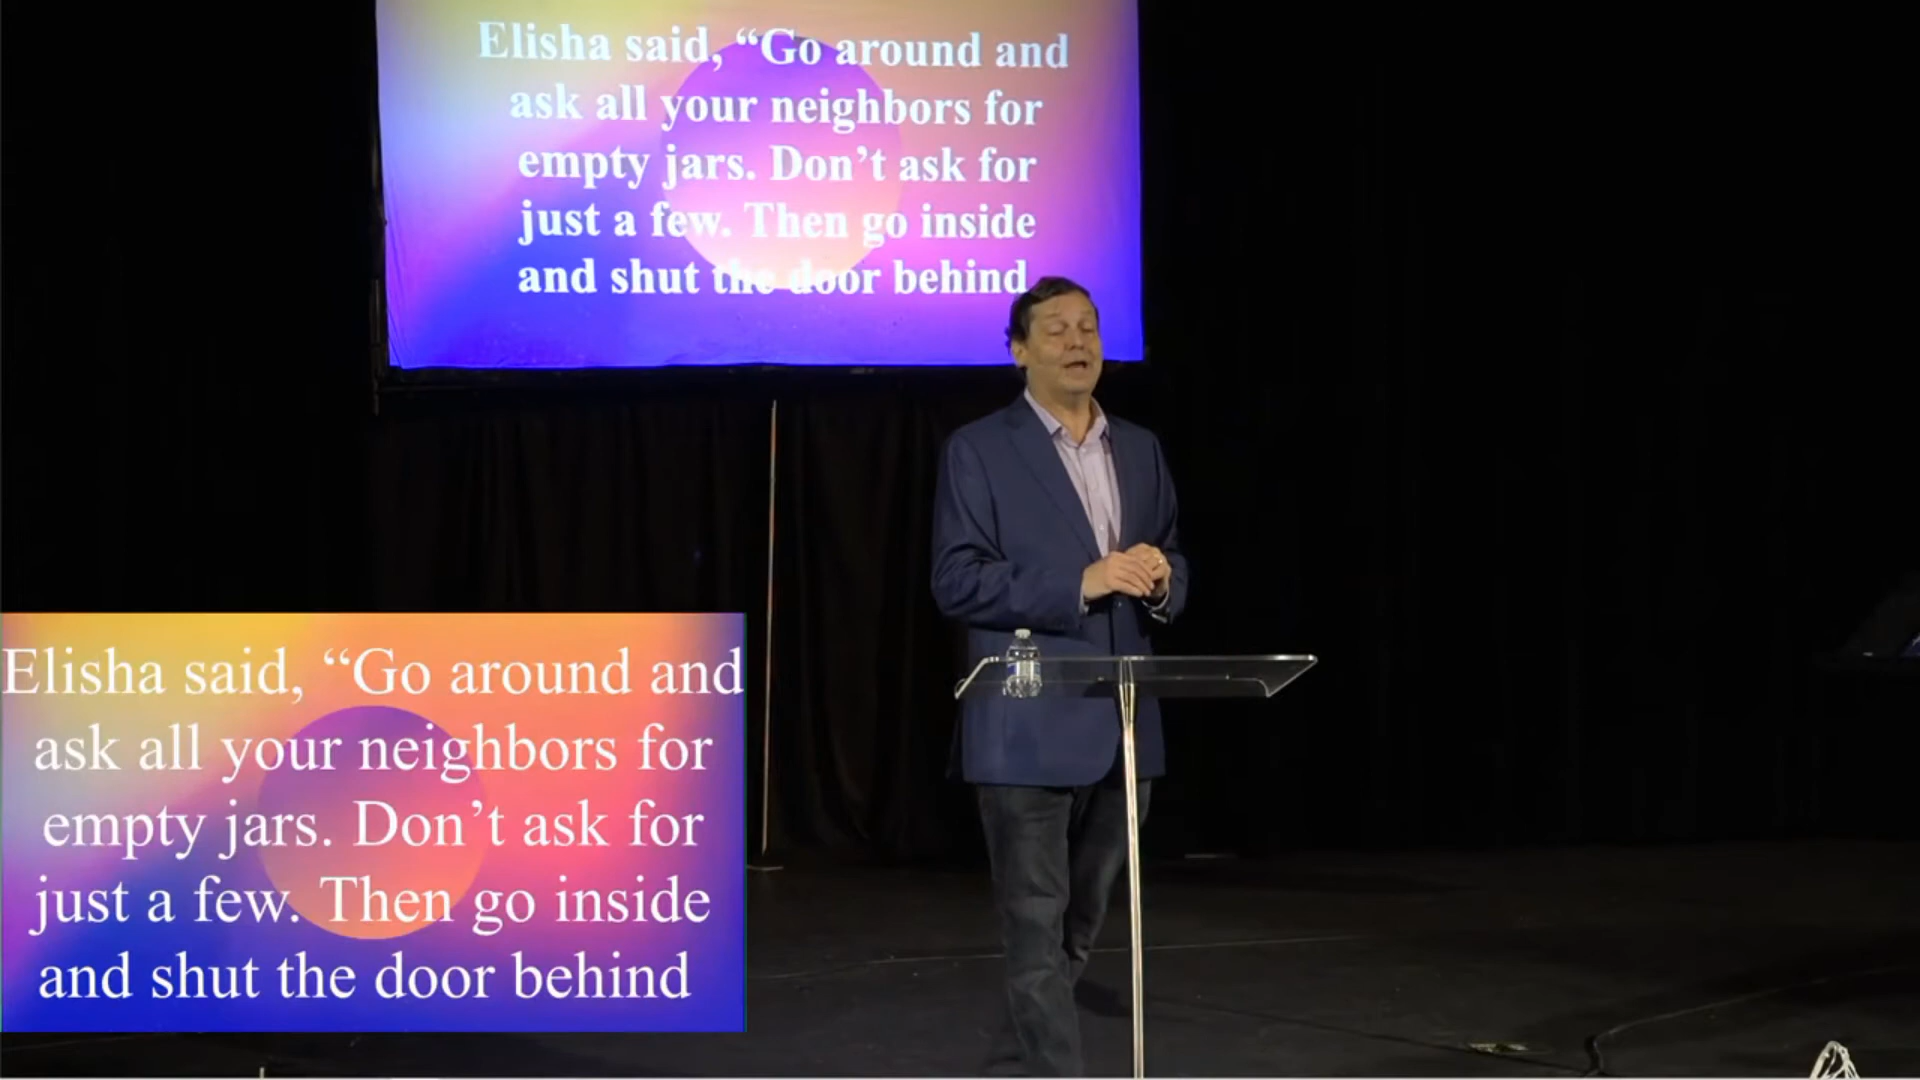 Elisha said, “Go around and
ask all your neighbors for
empty jars. Don’t ask for
just a few. Then go inside
and shut the door behind
Elisha said, “Go around and
ask all your neighbors for
empty jars. Don’t ask for
just a few. Then go inside
and shut the door behind